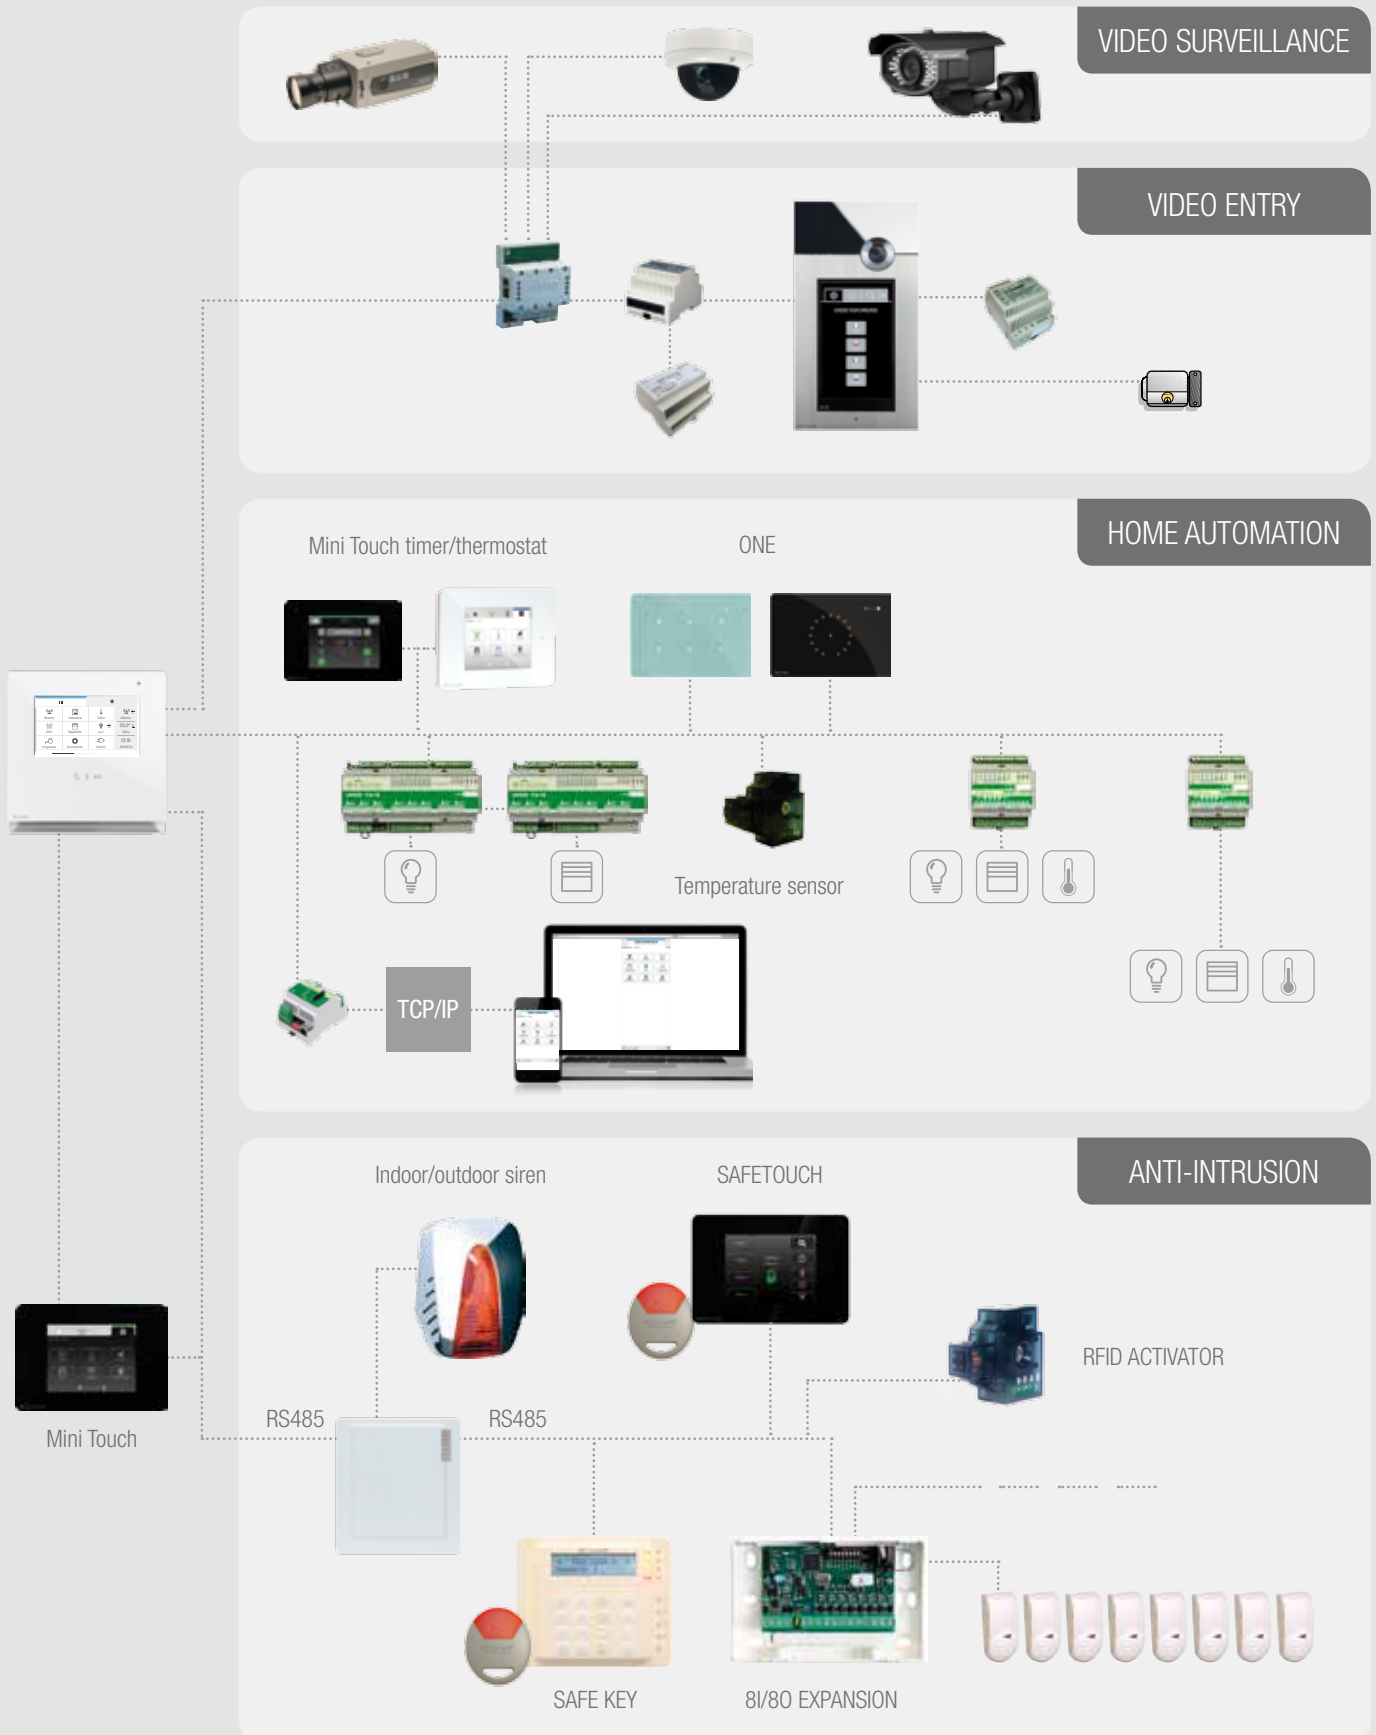 VIDEO SURVEILLANCE
VIDEO ENTRY
HOME AUTOMATION
Mini Touch timer/thermostat
ONE
Temperature sensor
TCP/IP
ANTI-INTRUSION
Indoor/outdoor siren
SAFETOUCH
RFID ACTIVATOR
RS485
RS485
Mini Touch
SAFE KEY
8I/8O EXPANSION